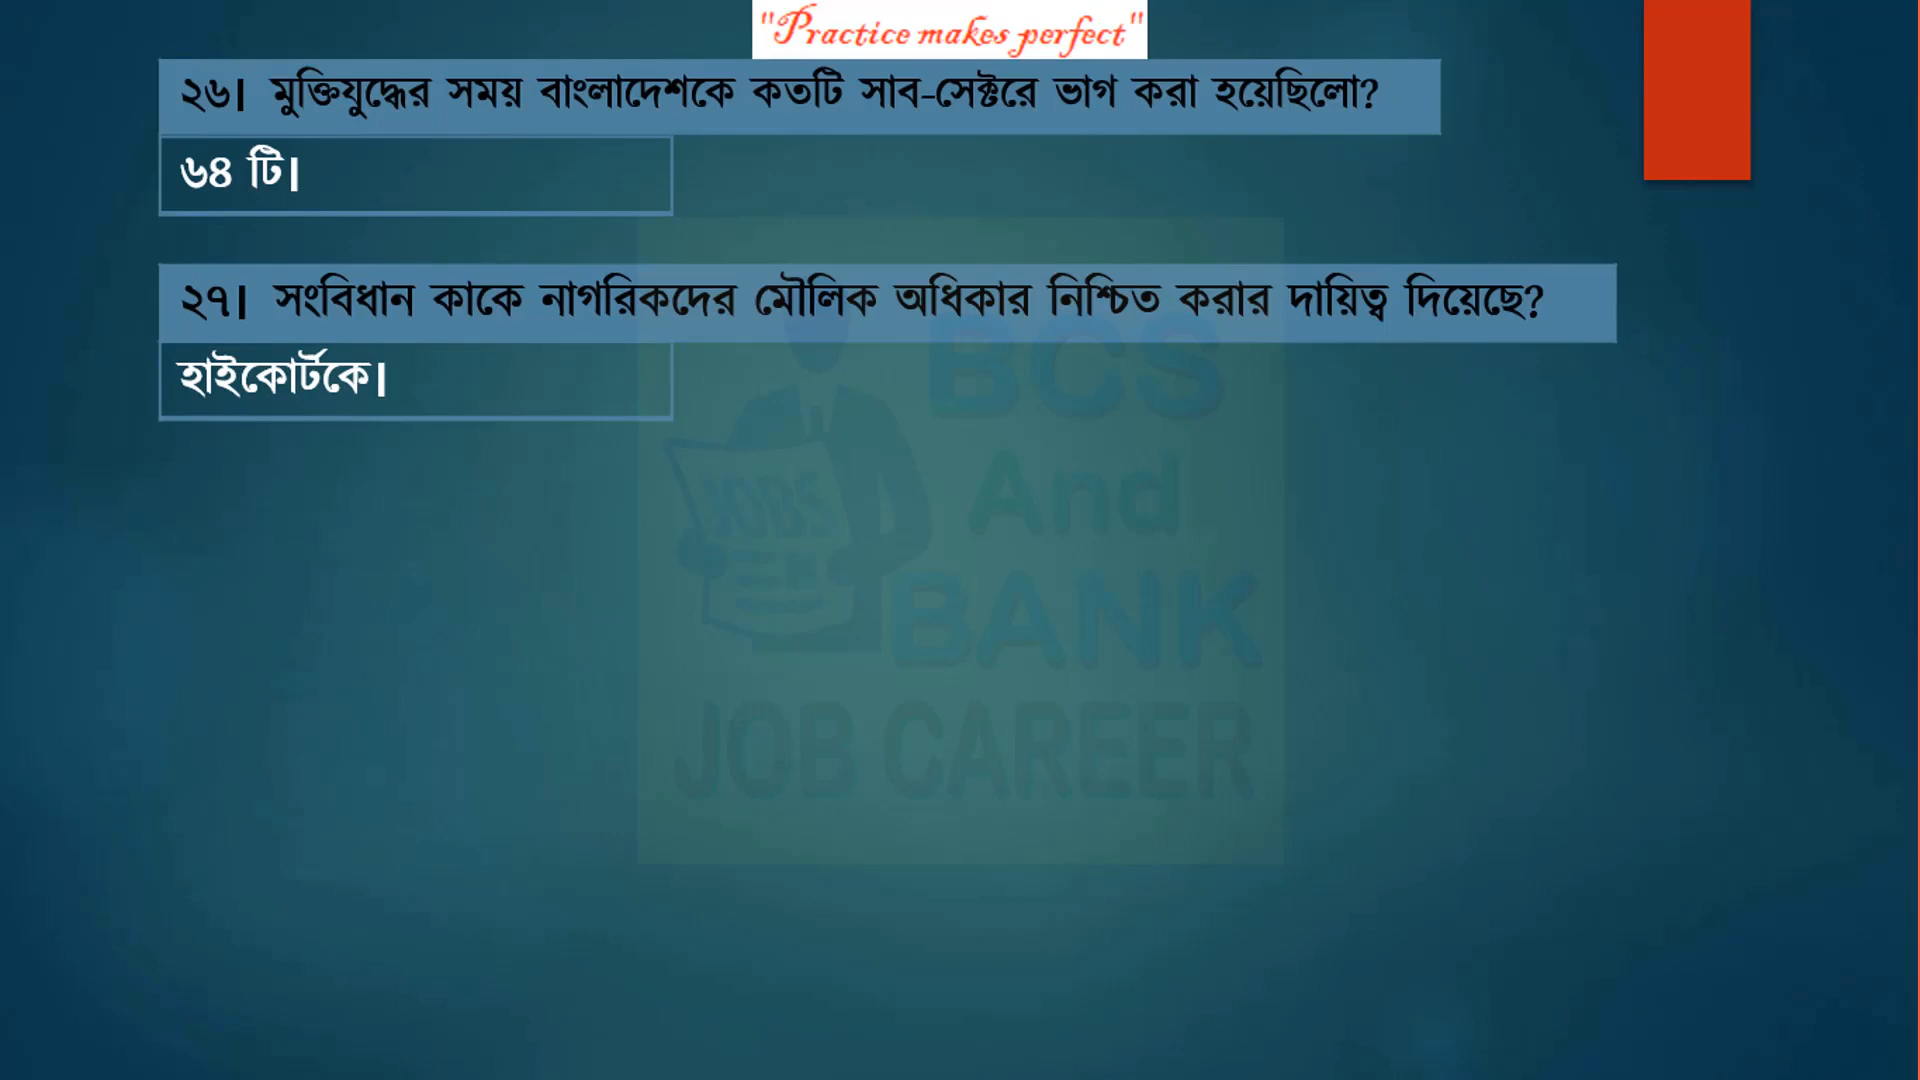 "Practice makes perfect"
২৬। মুক্তিযুদ্ধের সময় বাংলাদেশকে কতটি সাব-সেক্টরে ভাগ করা হয়েছিলো?
৬৪ টি।
২৭। সংবিধান কাকে নাগরিকদের মৌলিক অধিকার নিশ্চিত করার দায়িত্ব দিয়েছে?
হাইকোর্টকে।
BCS
And
JOBS
BANK
JOB CAREER